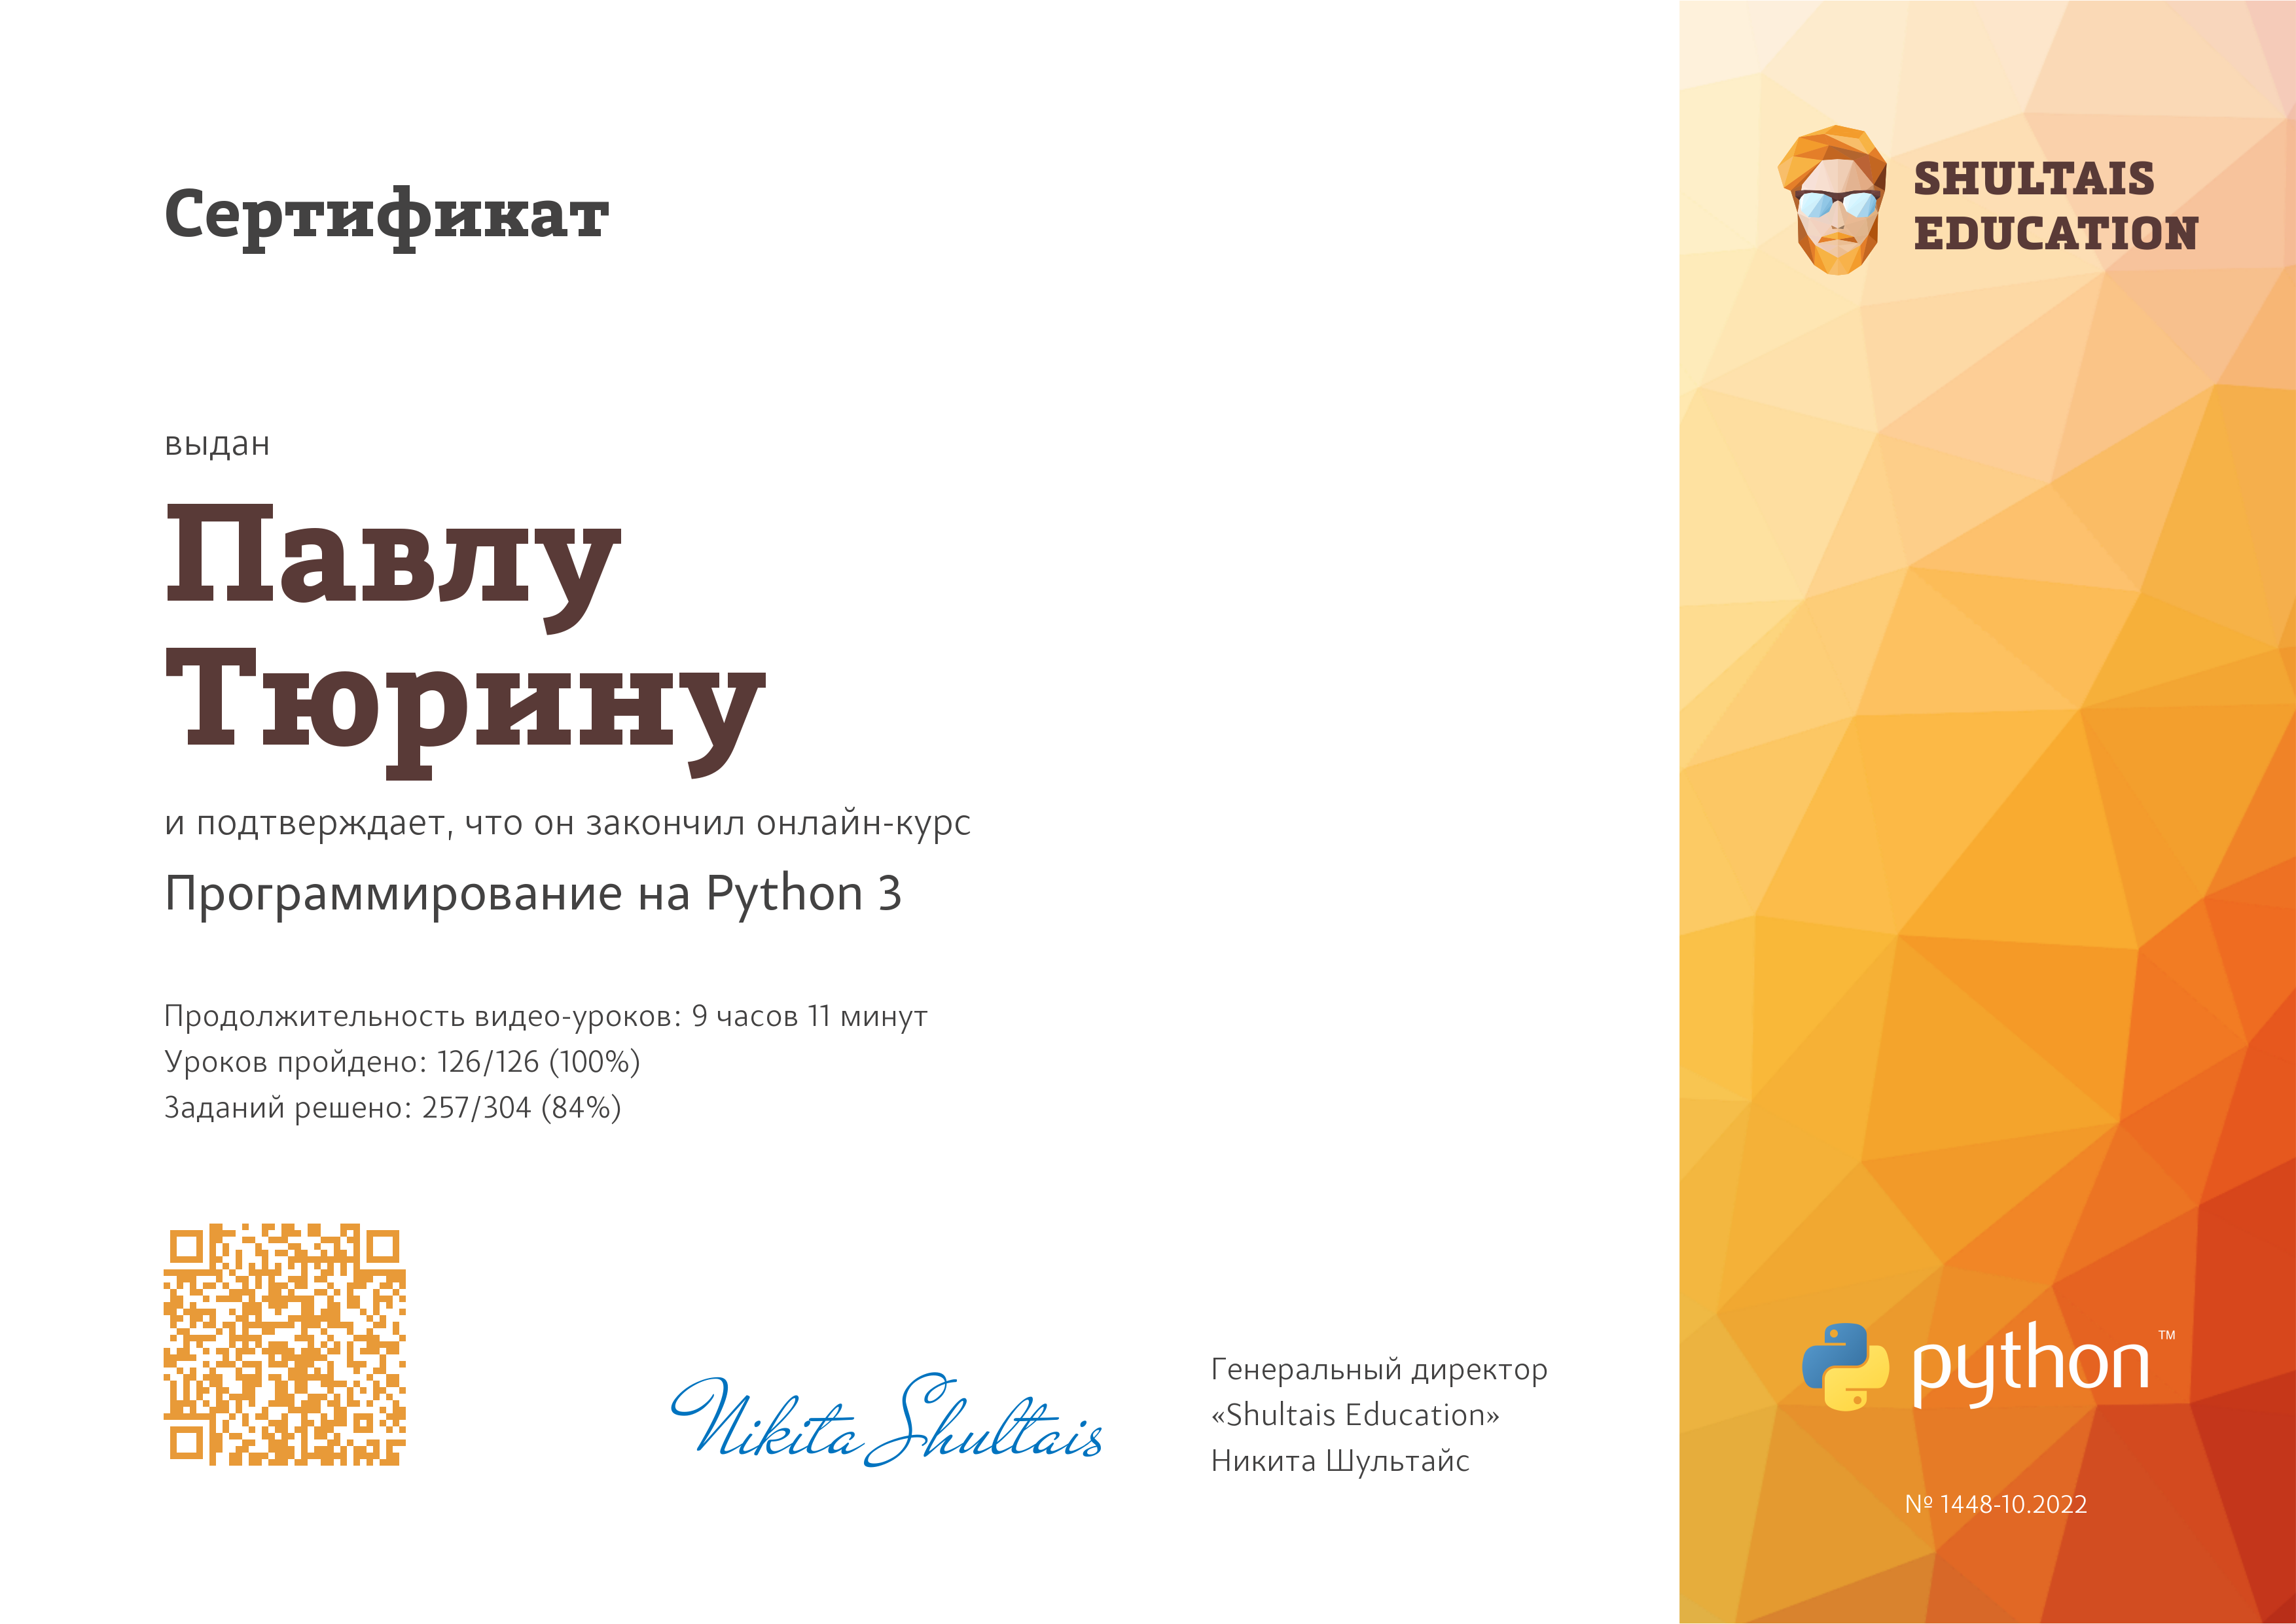 Сертификат
SHULTAIS
EDUCATION
выдан
Павлу
Тюрину
и подтверждает, что он закончил онлайн-курс
Программирование на Python 3
Продолжительность видео-уроков: 9 часов 11 минут
Уроков пройдено: 126/126 (100%)
Заданий решено: 257/304 (84%)
Nikita Shultais
Генеральный директор
«Shultais Education»
Никита Шультайс
python™
№ 1448-10.2022